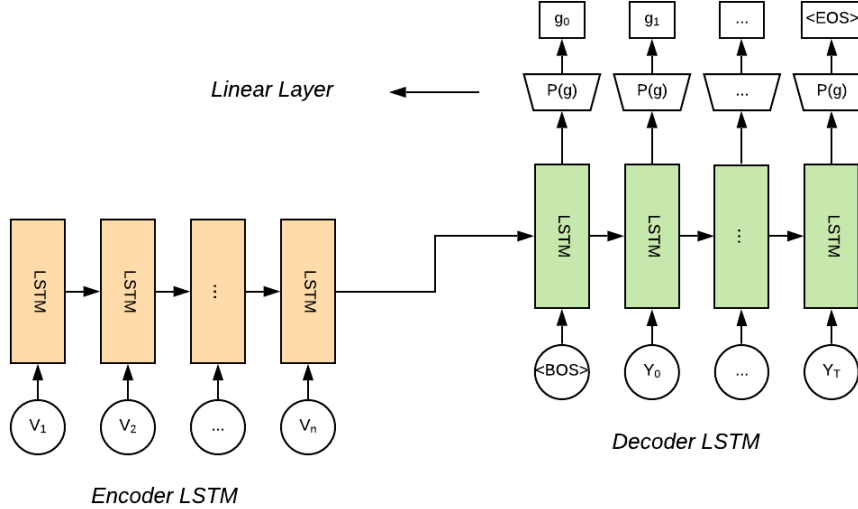 g₀ g₁ ... <EOS>
Linear Layer
P(g) P(g) ... P(g)
LSTM LSTM ... LSTM
LSTM LSTM ... LSTM
<BOS> Y₀ ... Y_T
V₁ V₂ ... Vₙ
Decoder LSTM
Encoder LSTM